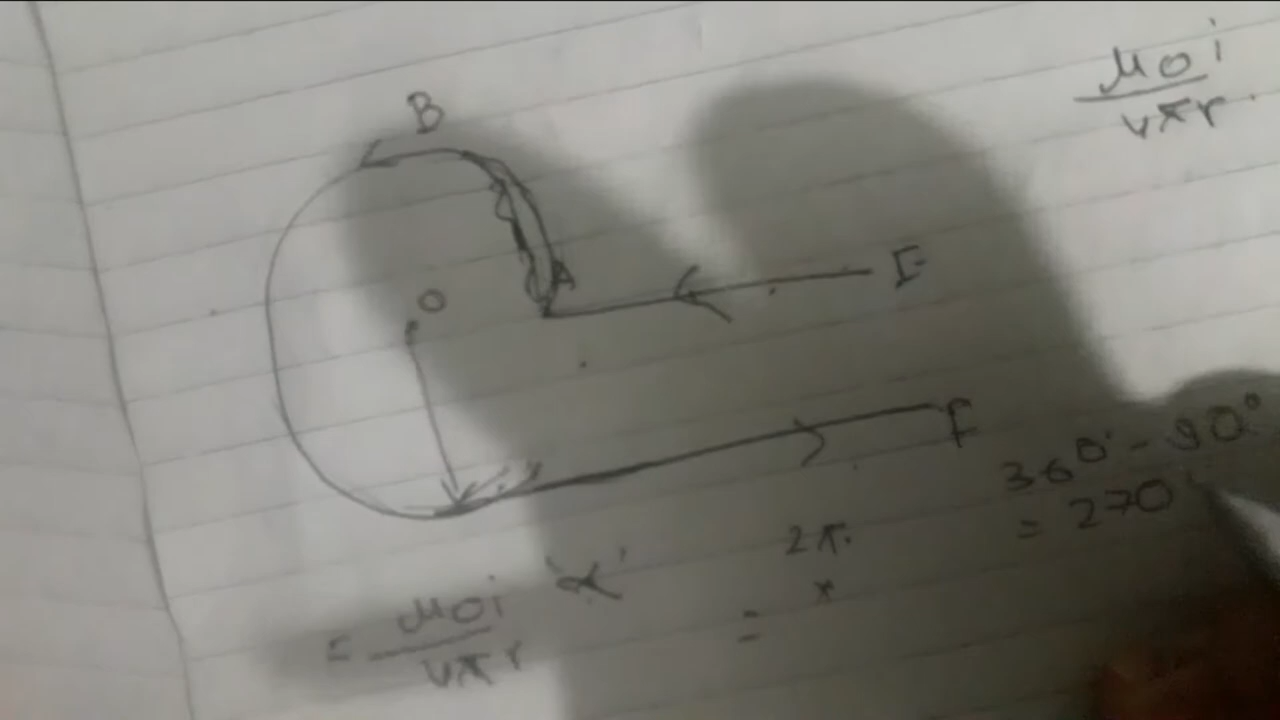 μ0i
4πr
B
A
E
O
F
360° - 90°
= 270°
= μ0i 'α'
4πr
2π.
=